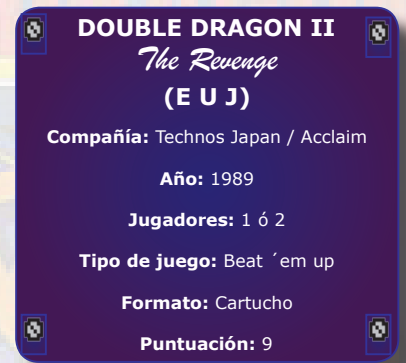 DOUBLE DRAGON II
The Revenge
(E U J)
Compañía: Technos Japan / Acclaim
Año: 1989
Jugadores: 1 ó 2
Tipo de juego: Beat ´em up
Formato: Cartucho
Puntuación: 9